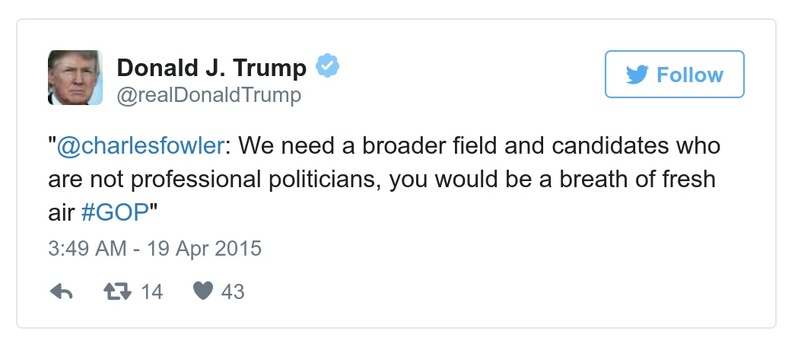 Donald J. Trump
@realDonaldTrump
Follow
"@charlesfowler: We need a broader field and candidates who
are not professional politicians, you would be a breath of fresh
air #GOP"
3:49 AM - 19 Apr 2015
14 43